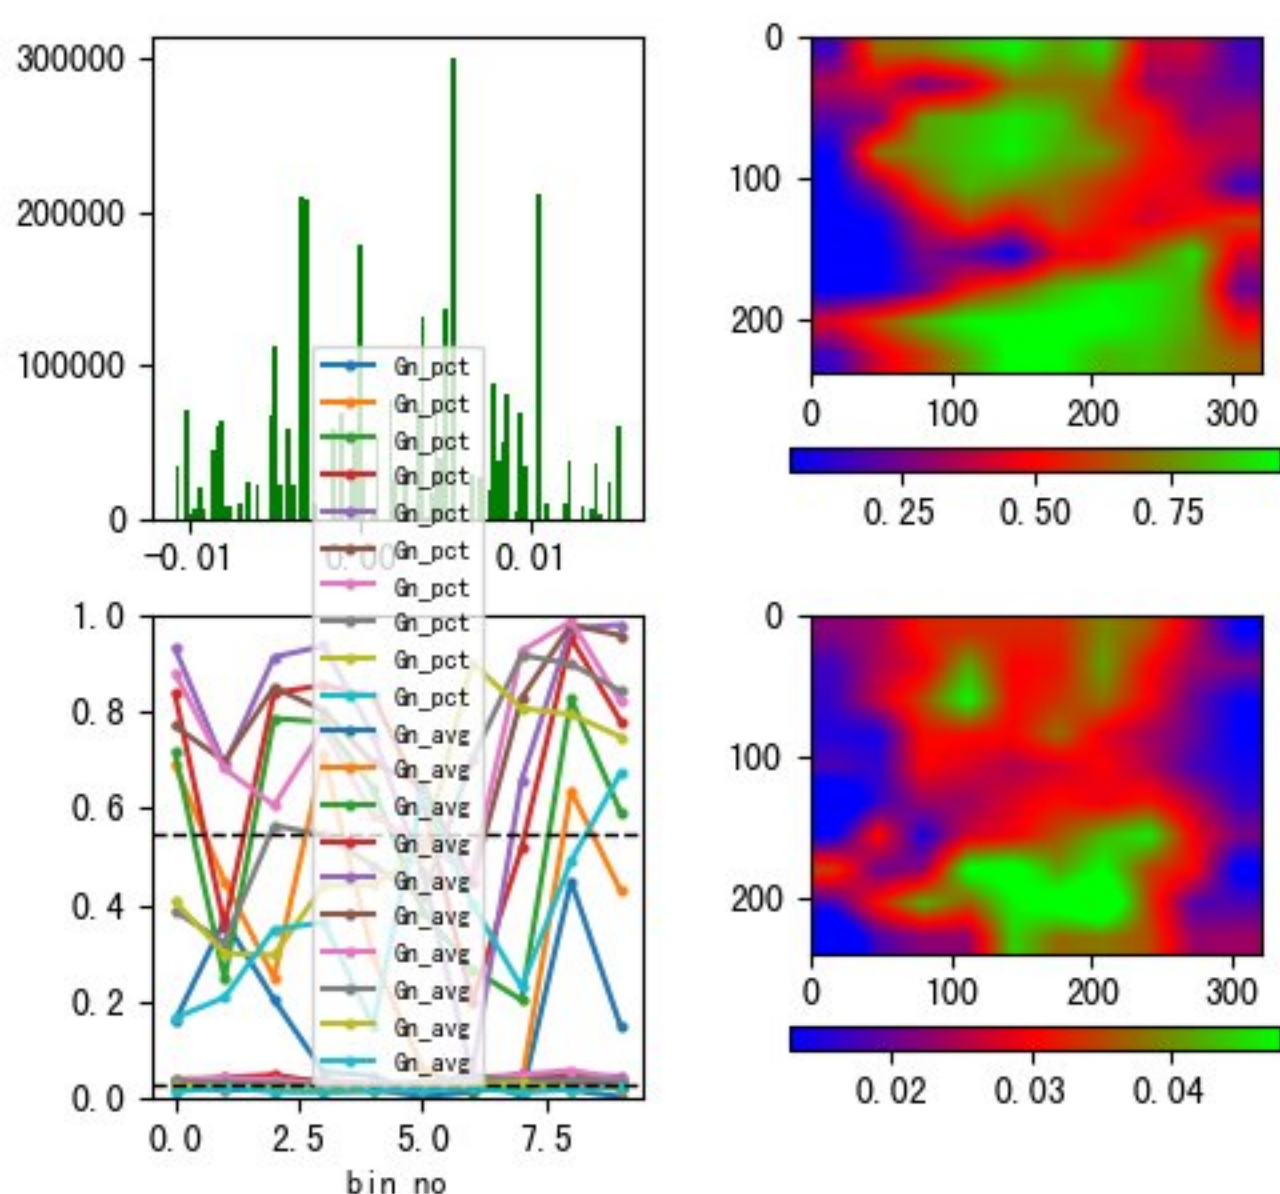 300000
200000
100000
0
−0.01
0.00
0.01
0
100
200
0
100
200
300
0.25
0.50
0.75
Gn_pct
Gn_pct
Gn_pct
Gn_pct
Gn_pct
Gn_pct
Gn_pct
Gn_pct
Gn_pct
Gn_pct
Gn_avg
Gn_avg
Gn_avg
Gn_avg
Gn_avg
Gn_avg
Gn_avg
Gn_avg
Gn_avg
Gn_avg
1.0
0.8
0.6
0.4
0.2
0.0
0.0
2.5
5.0
7.5
bin no
0
100
200
0
100
200
300
0.02
0.03
0.04